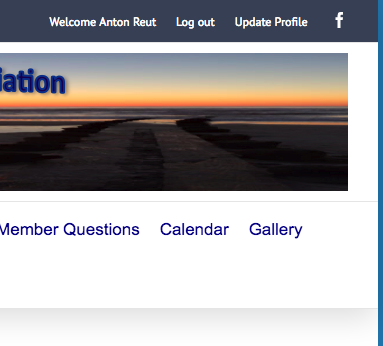 Welcome Anton Reut Log out Update Profile f
iation
Member Questions Calendar Gallery